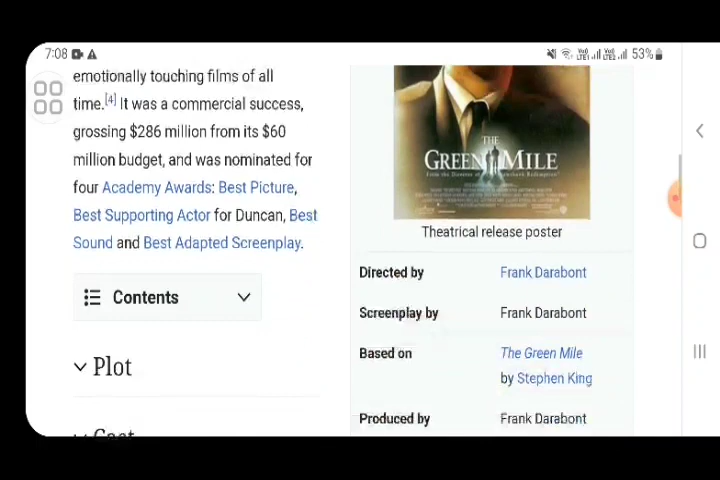 7:08
53%
emotionally touching films of all
time.[4] It was a commercial success,
grossing $286 million from its $60
million budget, and was nominated for
four Academy Awards: Best Picture,
Best Supporting Actor for Duncan, Best
Sound and Best Adapted Screenplay.
Contents
Plot
Cast
THE
GREEN MILE
Theatrical release poster
Directed by Frank Darabont
Screenplay by Frank Darabont
Based on The Green Mile
by Stephen King
Produced by Frank Darabont